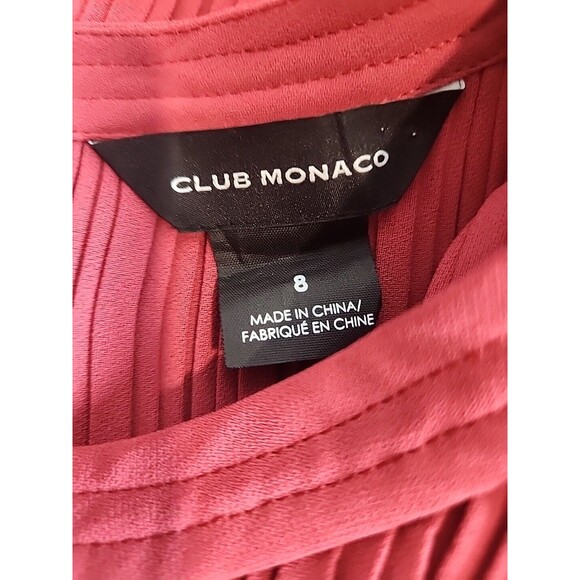 CLUB MONACO
8
MADE IN CHINA/
FABRIQUÉ EN CHINE